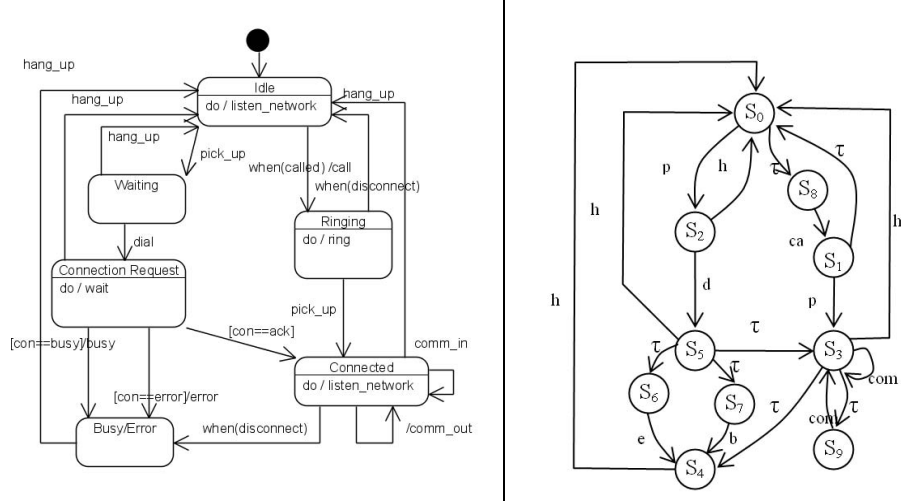 hang_up
Idle
do / listen_network
hang_up
hang_up
hang_up
pick_up
when(called) /call
Waiting
when(disconnect)
Ringing
do / ring
dial
Connection Request
do / wait
pick_up
[con==ack]
[con==busy]/busy
comm_in
Connected
do / listen_network
[con==error]/error
Busy/Error
when(disconnect)
/comm_out
S0
p
h
τ
τ
S8
h
h
S2
ca
S1
h
d
p
τ
S5
S3
τ
τ
com
S6
S7
τ
com
τ
e
b
S9
S4